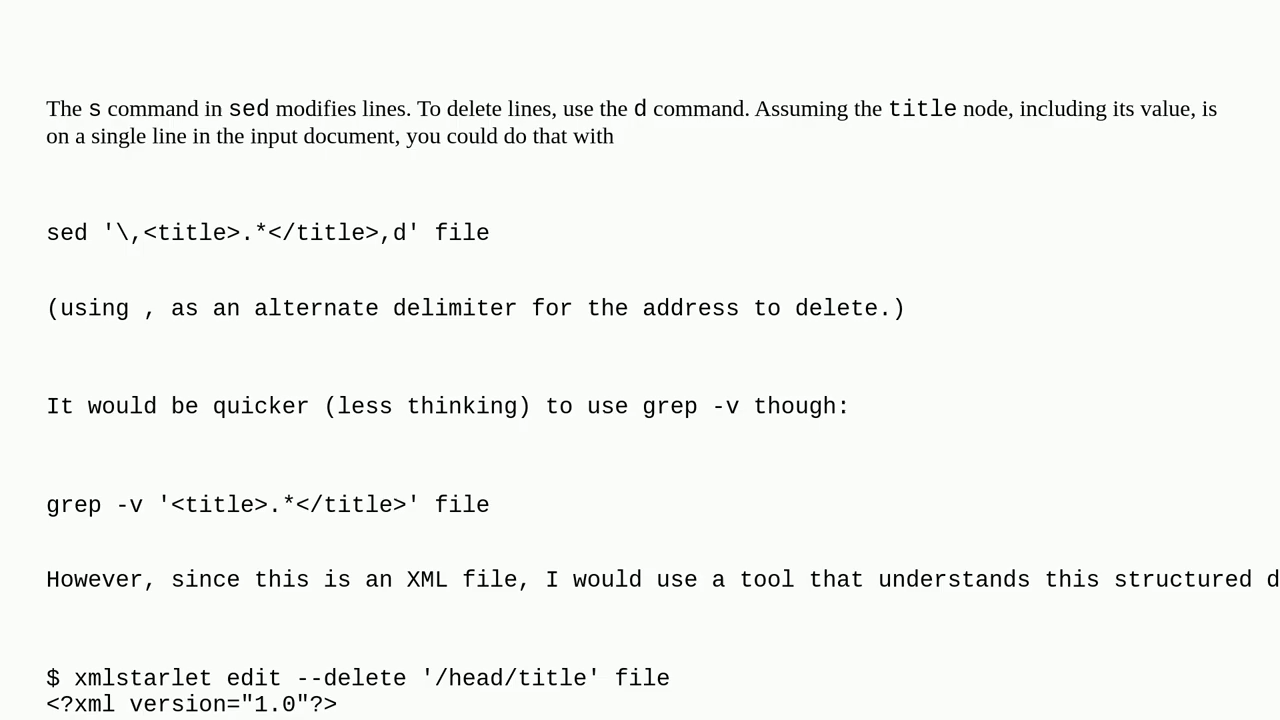 The s command in sed modifies lines. To delete lines, use the d command. Assuming the title node, including its value, is
on a single line in the input document, you could do that with
sed '\,<title>.*</title>,d' file
(using , as an alternate delimiter for the address to delete.)
It would be quicker (less thinking) to use grep -v though:
grep -v '<title>.*</title>' file
However, since this is an XML file, I would use a tool that understands this structured
$ xmlstarlet edit --delete '/head/title' file
<?xml version="1.0"?>